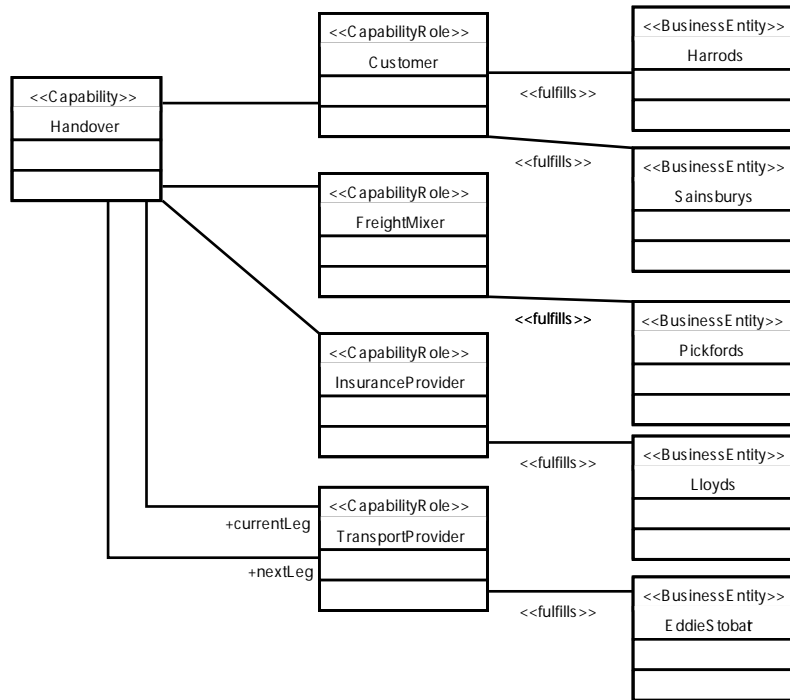 <<Capability>>
Handover
<<CapabilityRole>>
Customer
<<fulfills>>
<<BusinessEntity>>
Harrods
<<fulfills>>
<<BusinessEntity>>
Sainsburys
<<CapabilityRole>>
FreightMixer
<<fulfills>>
<<BusinessEntity>>
Pickfords
<<CapabilityRole>>
InsuranceProvider
<<fulfills>>
<<BusinessEntity>>
Lloyds
+currentLeg
+nextLeg
<<CapabilityRole>>
TransportProvider
<<fulfills>>
<<BusinessEntity>>
EddieStobat